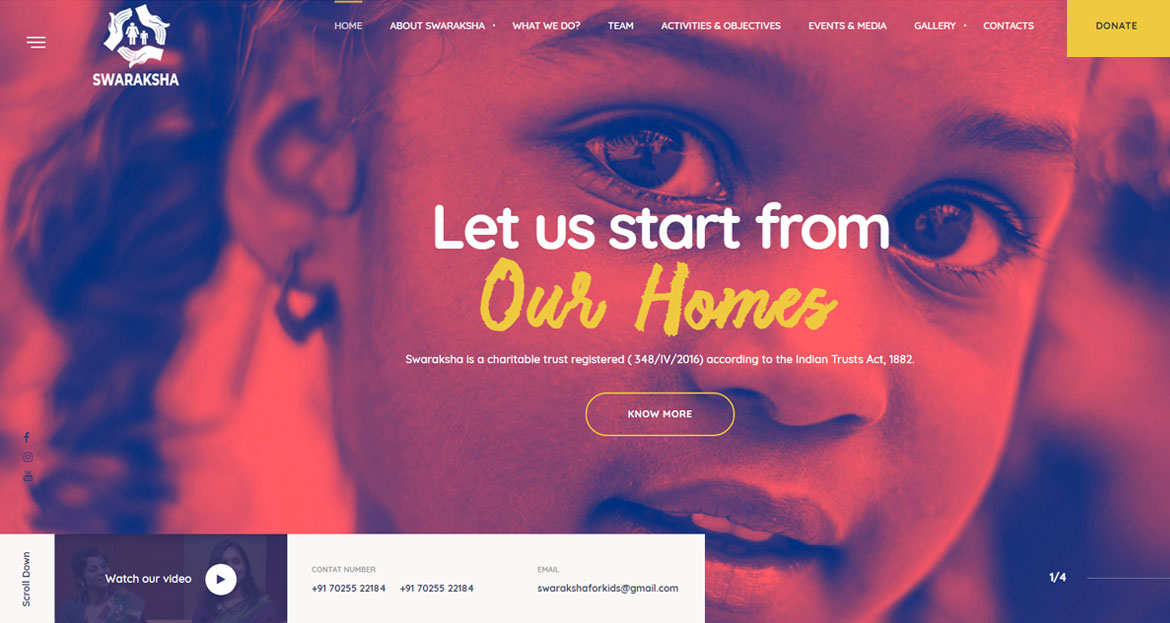 HOME
ABOUT SWARAKSHA
WHAT WE DO?
TEAM
ACTIVITIES & OBJECTIVES
EVENTS & MEDIA
GALLERY
CONTACTS
DONATE
SWARAKSHA
Let us start from
Our Homes
Swaraksha is a charitable trust registered ( 348/IV/2016) according to the Indian Trusts Act, 1882.
KNOW MORE
Scroll Down
Watch our video
CONTAT NUMBER
+91 70255 22184 +91 70255 22184
EMAIL
swarakshaforkids@gmail.com
1/4